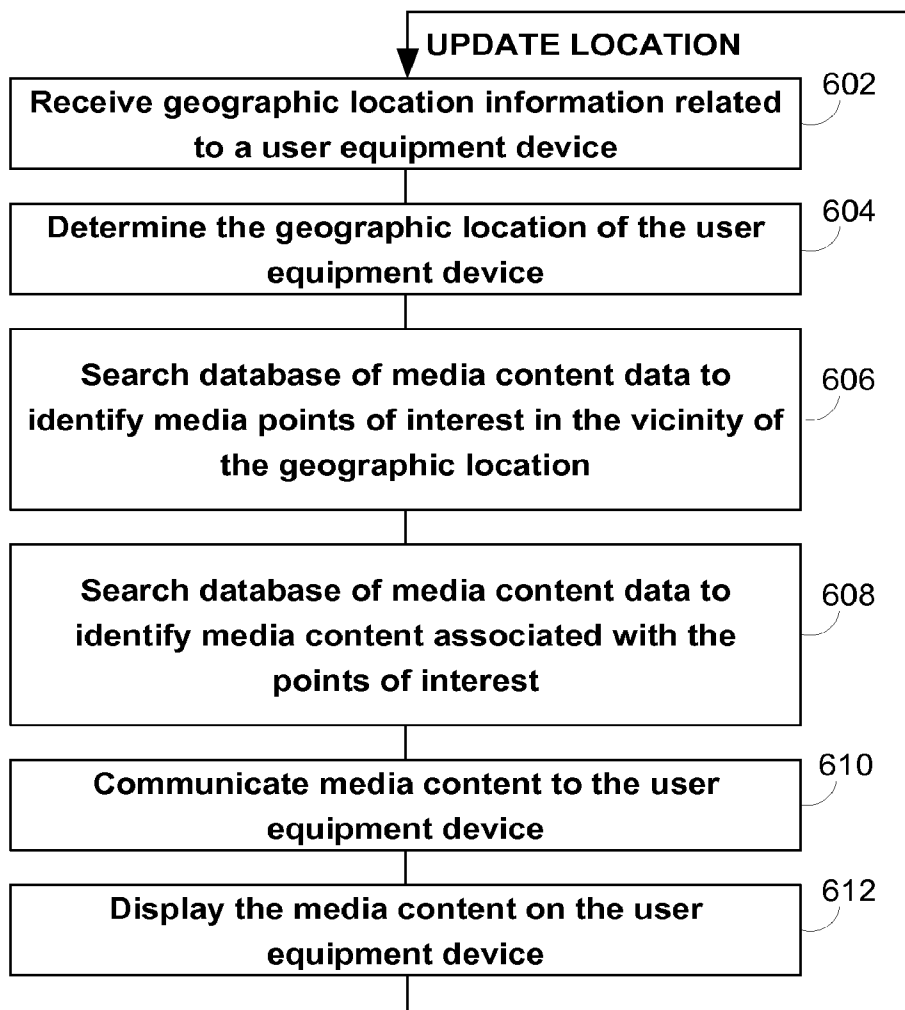 UPDATE LOCATION
602
Receive geographic location information related
to a user equipment device
604
Determine the geographic location of the user
equipment device
606
Search database of media content data to
identify media points of interest in the vicinity of
the geographic location
608
Search database of media content data to
identify media content associated with the
points of interest
610
Communicate media content to the user
equipment device
612
Display the media content on the user
equipment device